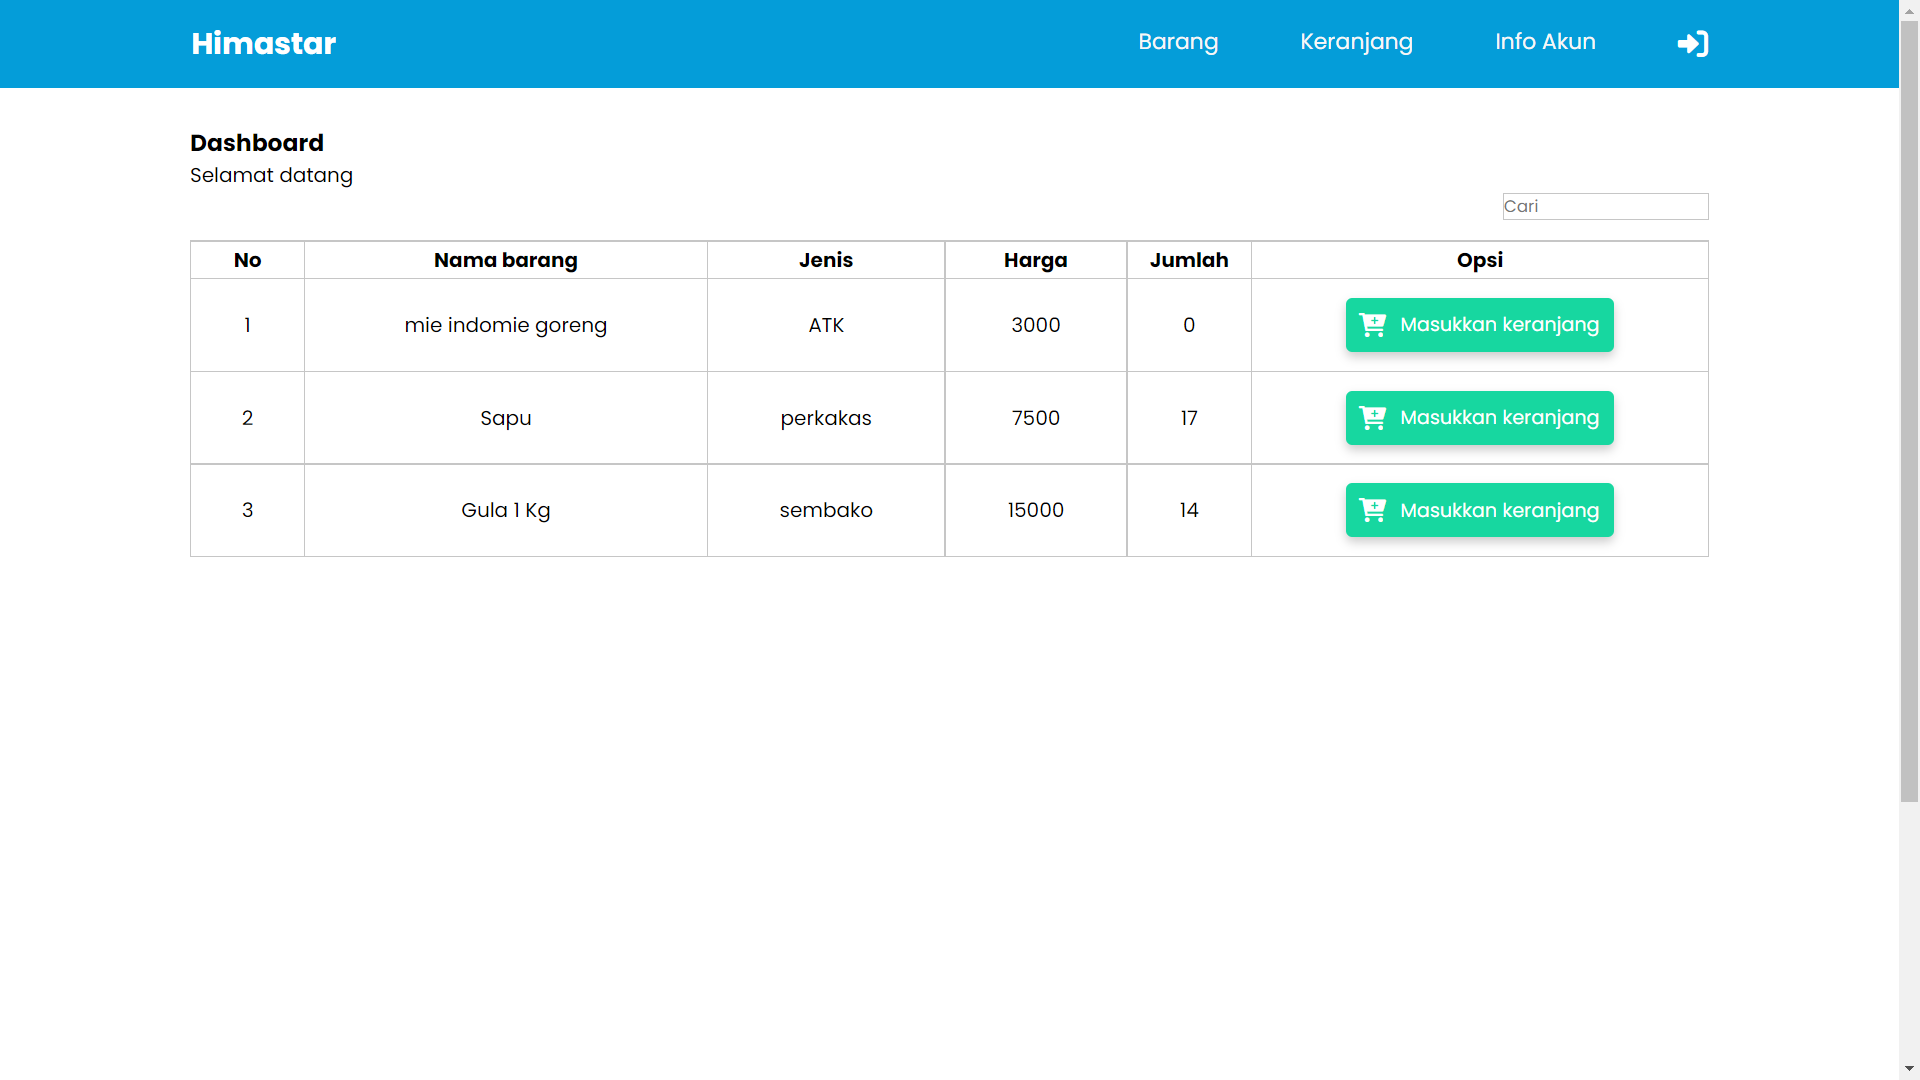 Himastar Barang Keranjang Info Akun
Dashboard
Selamat datang
Cari
No Nama barang Jenis Harga Jumlah Opsi
1 mie indomie goreng ATK 3000 0 Masukkan keranjang
2 Sapu perkakas 7500 17 Masukkan keranjang
3 Gula 1 Kg sembako 15000 14 Masukkan keranjang